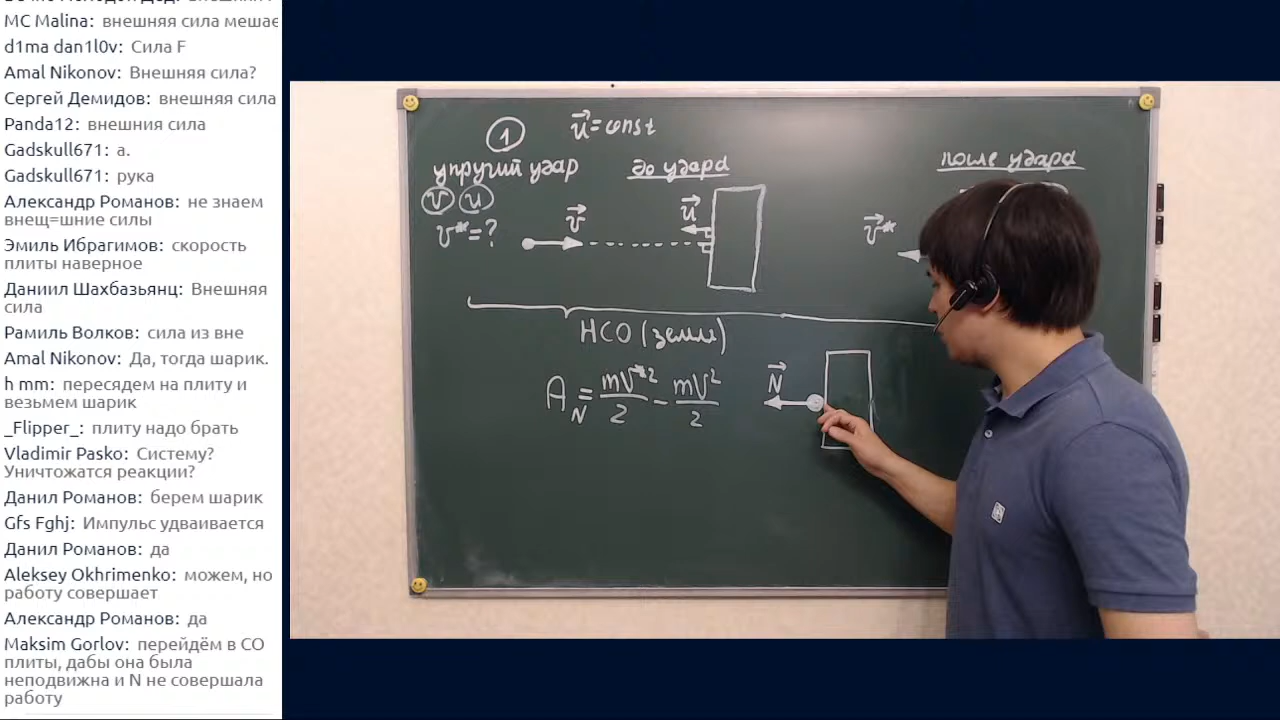 MC Malina: внешняя сила мешае
d1ma dan1l0v: Сила F
Amal Nikonov: Внешняя сила?
Сергей Демидов: внешняя сила
Panda12: внешния сила
Gadskull671: а.
Gadskull671: рука
Александр Романов: не знаем
внещ=шние силы
Эмиль Ибрагимов: скорость
плиты наверное
Даниил Шахбазьянц: Внешняя
сила
Рамиль Волков: сила из вне
Amal Nikonov: Да, тогда шарик.
h mm: пересядем на плиту и
везьмем шарик
_Flipper_: плиту надо брать
Vladimir Pasko: Систему?
Уничтожатся реакции?
Данил Романов: берем шарик
Gfs Fghj: Импульс удваивается
Данил Романов: да
Aleksey Okhrimenko: можем, но
работу совершает
Александр Романов: да
Maksim Gorlov: перейдём в СО
плиты, дабы она была
неподвижна и N не совершала
работу
1 u⃗ = const
упругий удар до удара после удара
v u
v* = ? v⃗ u⃗ v⃗*
НСО (земля)
A_N = mv*²/2 - mv²/2 N⃗